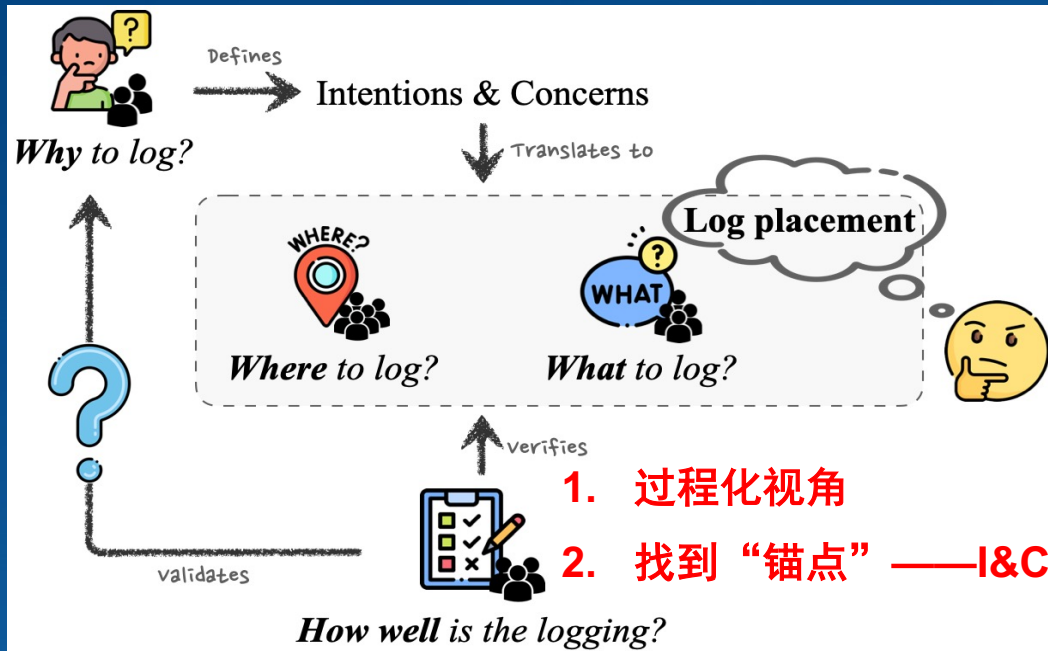 ?
Defines
Intentions & Concerns
Why to log?
Translates to
Log placement
WHERE?
?
WHAT
Where to log?
What to log?
?
verifies
1. 过程化视角
2. 找到“锚点”——I&C
validates
How well is the logging?